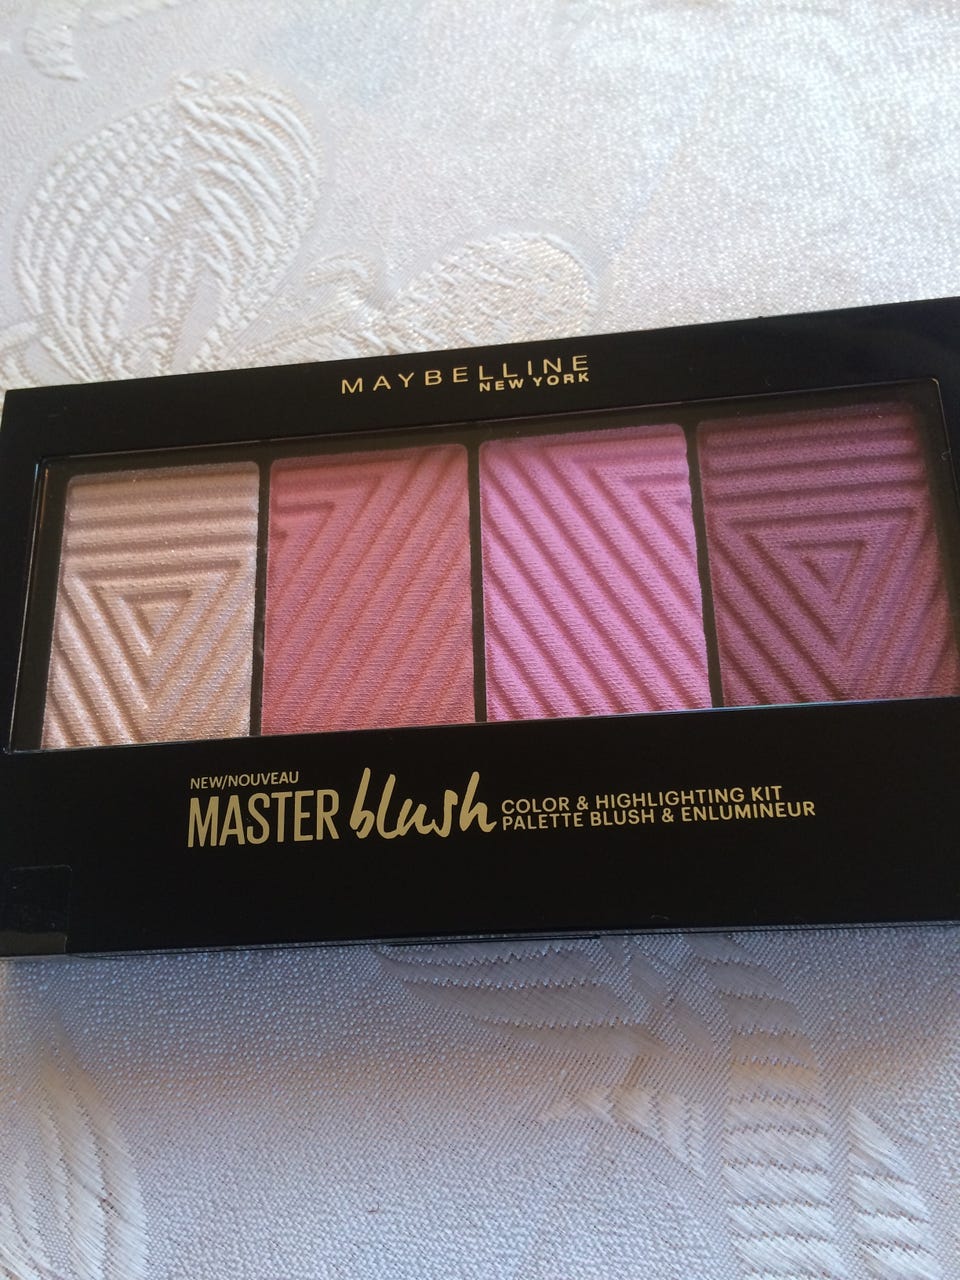 MAYBELLINE
NEW YORK
NEW/NOUVEAU
MASTER blush COLOR & HIGHLIGHTING KIT
PALETTE BLUSH & ENLUMINEUR